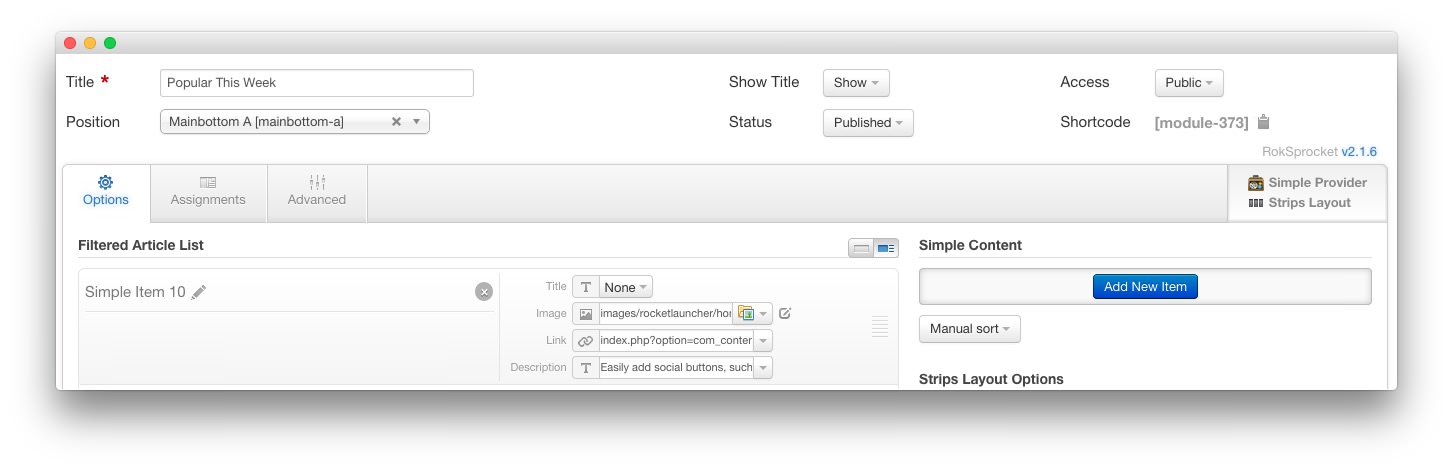 Title * Popular This Week Show Title Show Access Public
Position Mainbottom A [mainbottom-a] Status Published Shortcode [module-373]
RokSprocket v2.1.6
Options Assignments Advanced Simple Provider
Strips Layout
Filtered Article List Simple Content
Simple Item 10
Title T None
Image images/rocketlauncher/hor
Link index.php?option=com_conter
Description T Easily add social buttons, such
Add New Item
Manual sort
Strips Layout Options